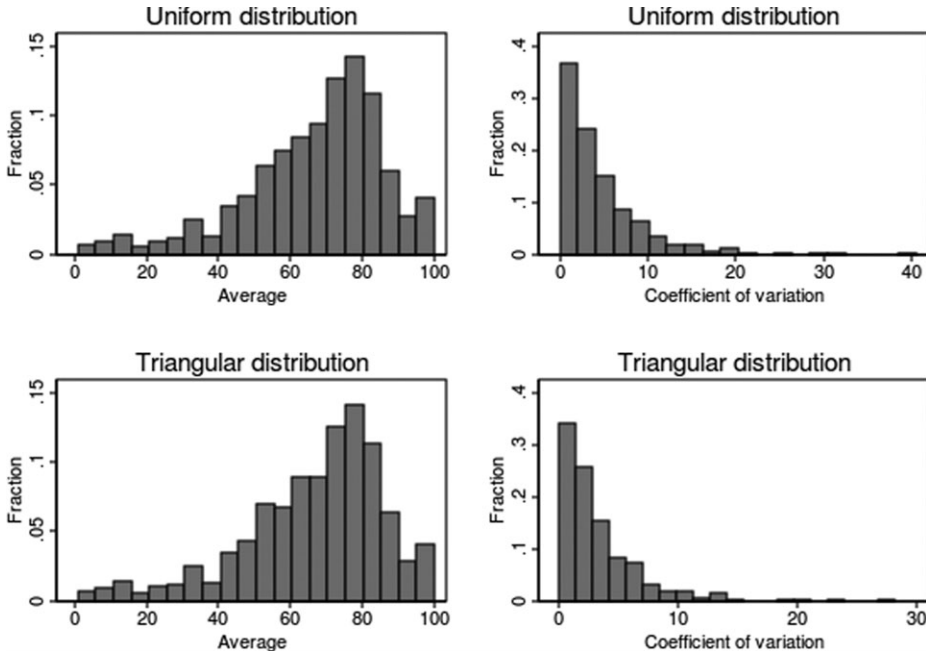 Uniform distribution
Fraction
0 .05 .1 .15
0 20 40 60 80 100
Average
Uniform distribution
Fraction
0 .1 .2 .3 .4
0 10 20 30 40
Coefficient of variation
Triangular distribution
Fraction
0 .05 .1 .15
0 20 40 60 80 100
Average
Triangular distribution
Fraction
0 .1 .2 .3 .4
0 10 20 30
Coefficient of variation